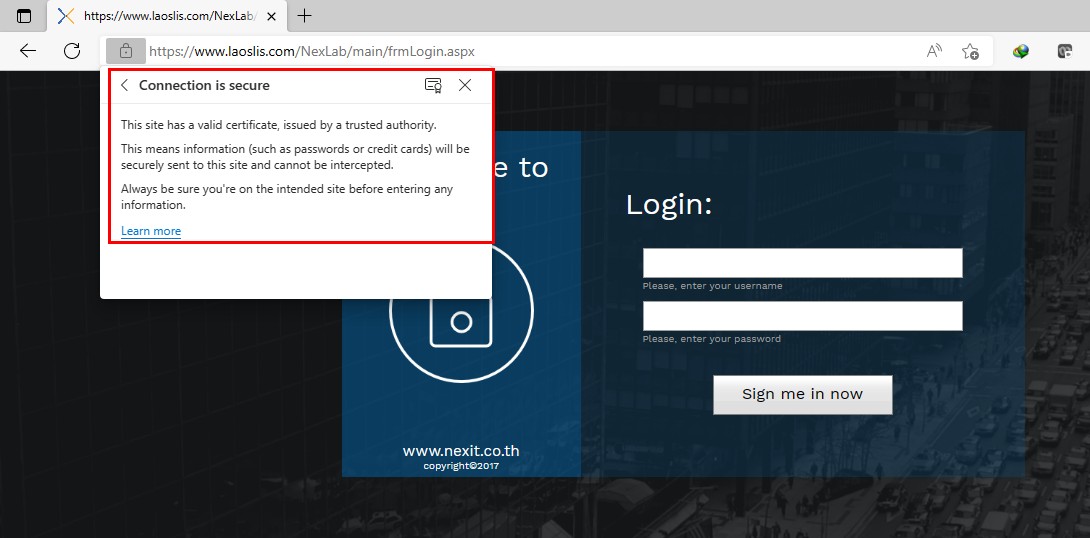 https://www.laoslis.com/NexLab/
https://www.laoslis.com/NexLab/main/frmLogin.aspx
Connection is secure
This site has a valid certificate, issued by a trusted authority.
This means information (such as passwords or credit cards) will be
securely sent to this site and cannot be intercepted.
Always be sure you're on the intended site before entering any
information.
Learn more
e to
Login:
Please, enter your username
Please, enter your password
Sign me in now
www.nexit.co.th
copyright©2017